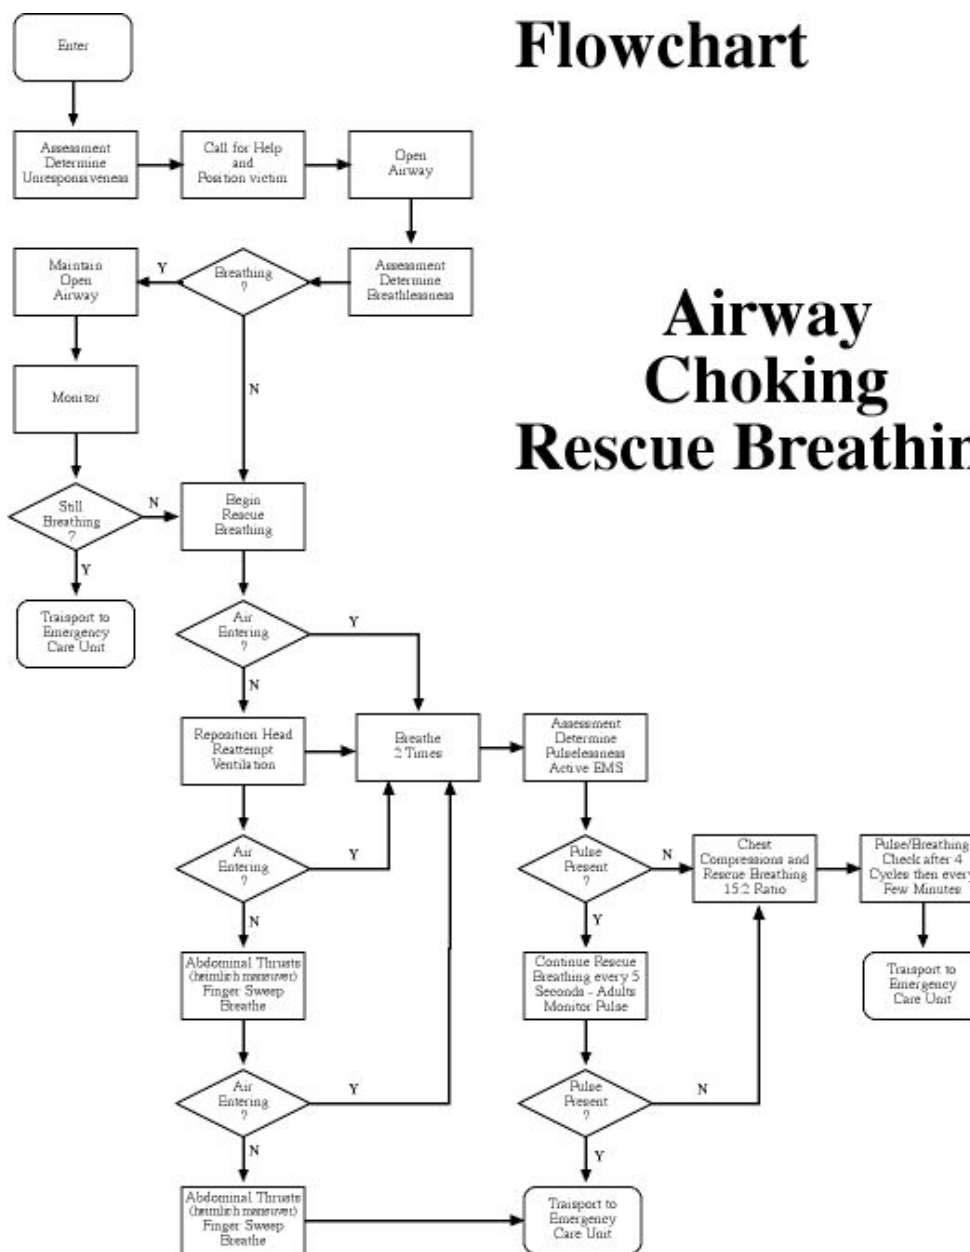 Flowchart
Airway
Choking
Rescue Breathin
Enter
Assessment
Determine
Unresponsiveness
Call for Help
and
Position victim
Open
Airway
Maintain
Open
Airway
Y
Breathing
?
Assessment
Determine
Breathlessness
N
Monitor
Still
Breathing
?
N
Begin
Rescue
Breathing
Y
Transport to
Emergency
Care Unit
Air
Entering
?
Y
N
Reposition Head
Reattempt
Ventilation
Breathe
2 Times
Assessment
Determine
Pulselessness
Active EMS
Air
Entering
?
Y
N
Pulse
Present
?
N
Y
Chest
Compressions and
Rescue Breathing
15:2 Ratio
Pulse/Breathing
Check after 4
Cycles then every
Few Minutes
Abdominal Thrusts
(heimlich maneuver)
Finger Sweep
Breathe
Continue Rescue
Breathing every 5
Seconds - Adults
Monitor Pulse
Transport to
Emergency
Care Unit
Air
Entering
?
Y
N
Pulse
Present
?
N
Y
Abdominal Thrusts
(heimlich maneuver)
Finger Sweep
Breathe
Transport to
Emergency
Care Unit